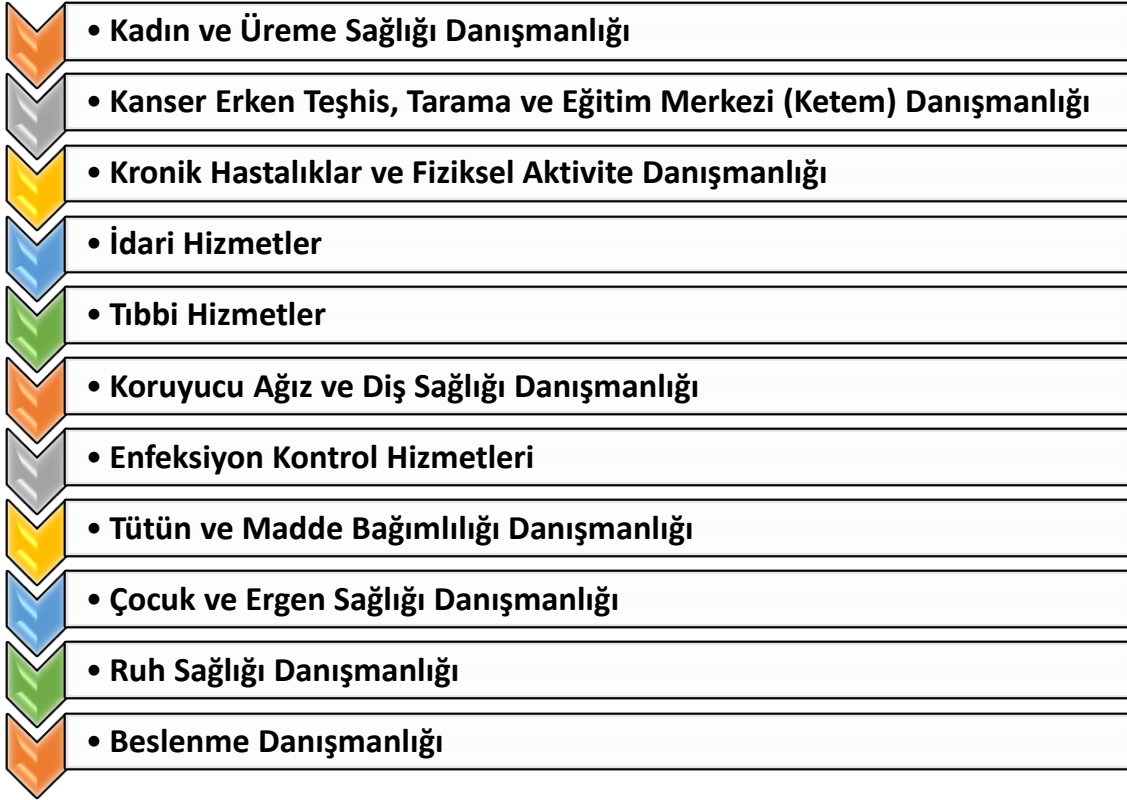 • Kadın ve Üreme Sağlığı Danışmanlığı
• Kanser Erken Teşhis, Tarama ve Eğitim Merkezi (Ketem) Danışmanlığı
• Kronik Hastalıklar ve Fiziksel Aktivite Danışmanlığı
• İdari Hizmetler
• Tıbbi Hizmetler
• Koruyucu Ağız ve Diş Sağlığı Danışmanlığı
• Enfeksiyon Kontrol Hizmetleri
• Tütün ve Madde Bağımlılığı Danışmanlığı
• Çocuk ve Ergen Sağlığı Danışmanlığı
• Ruh Sağlığı Danışmanlığı
• Beslenme Danışmanlığı